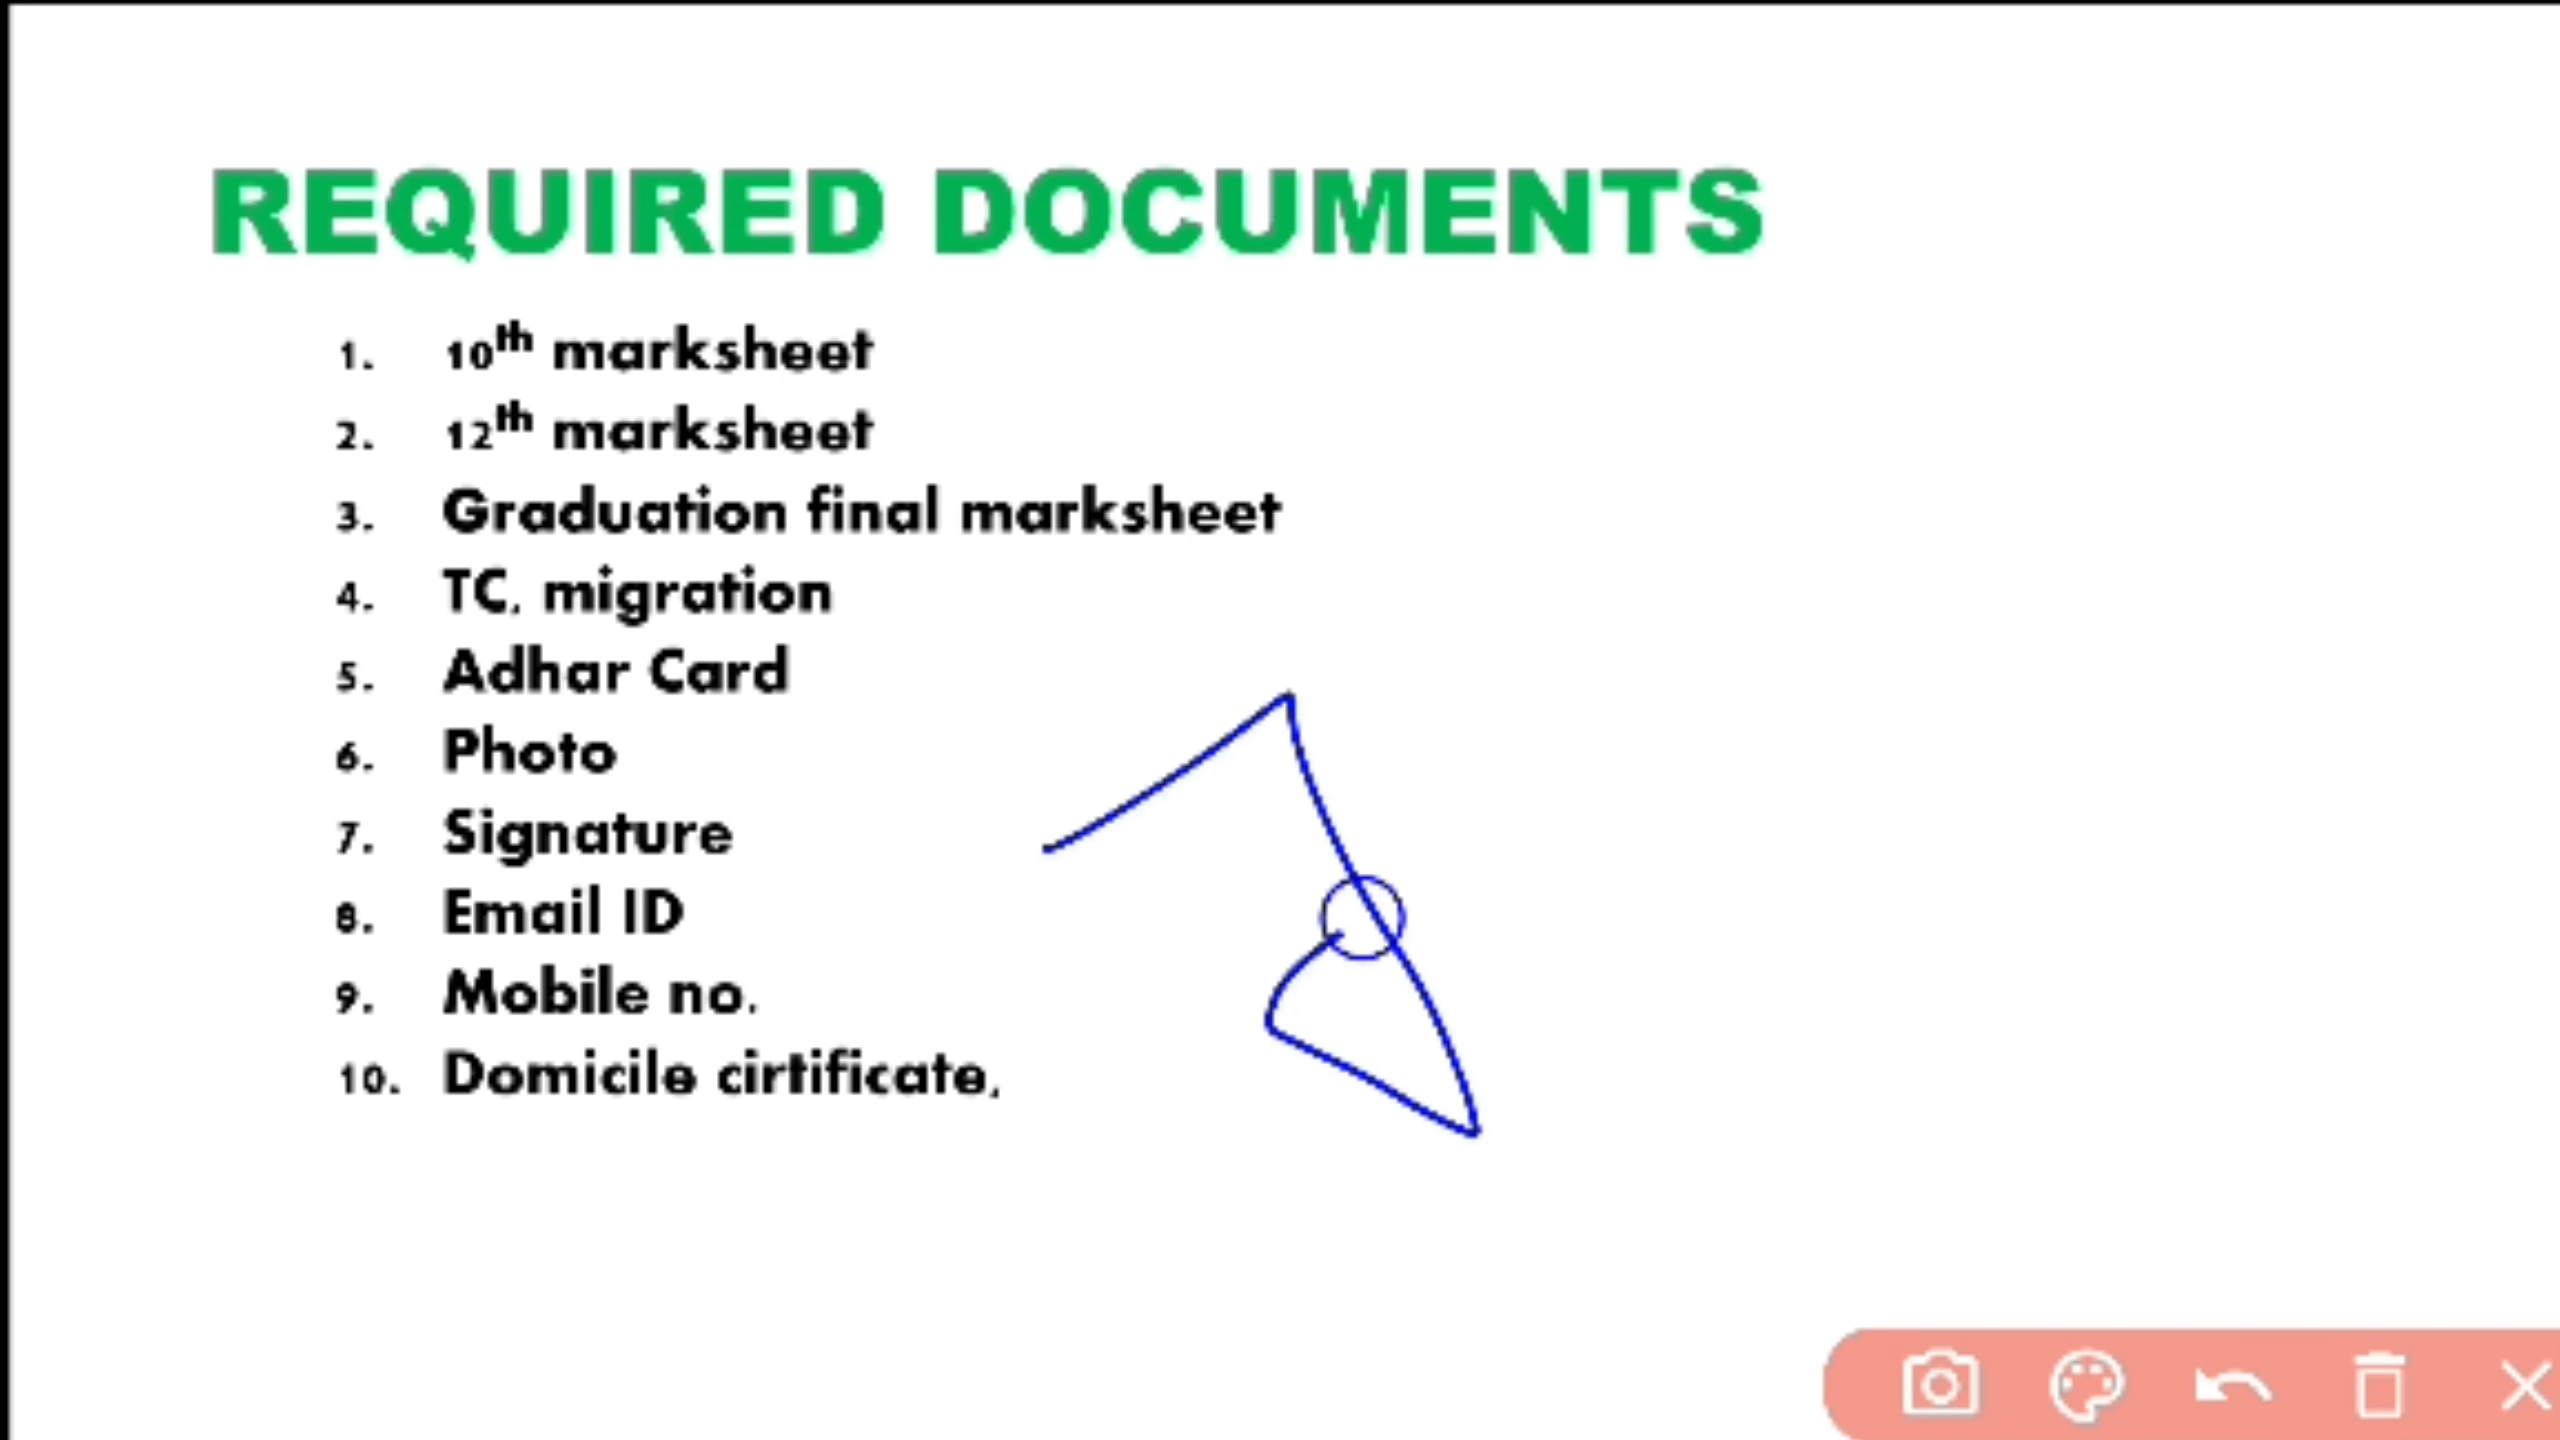 REQUIRED DOCUMENTS
1. 10th marksheet
2. 12th marksheet
3. Graduation final marksheet
4. TC, migration
5. Adhar Card
6. Photo
7. Signature
8. Email ID
9. Mobile no.
10. Domicile cirtificate,